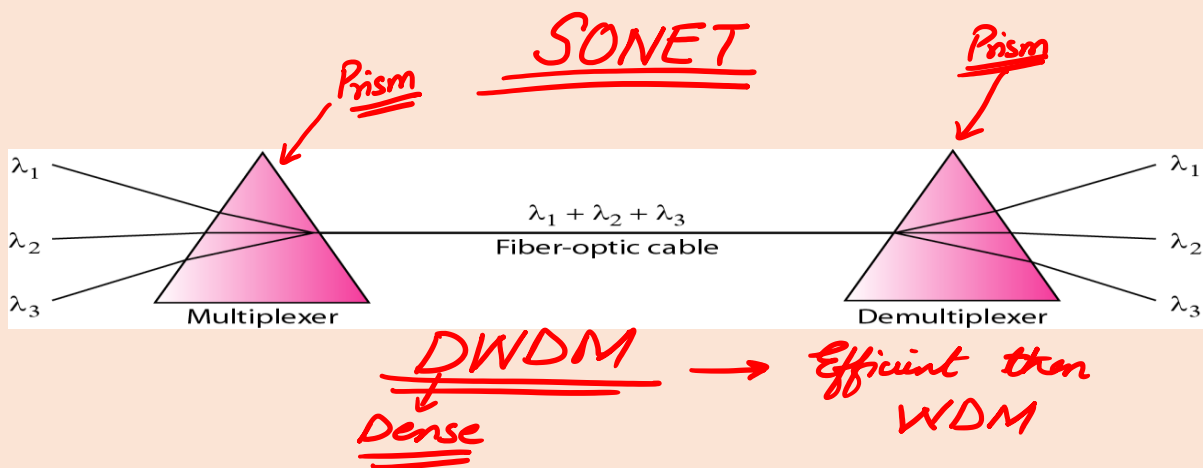 SONET
Prism
Prism
λ1
λ1
λ1 + λ2 + λ3
λ2
Fiber-optic cable
λ2
λ3
λ3
Multiplexer
Demultiplexer
DWDM → Efficient then
WDM
Dense